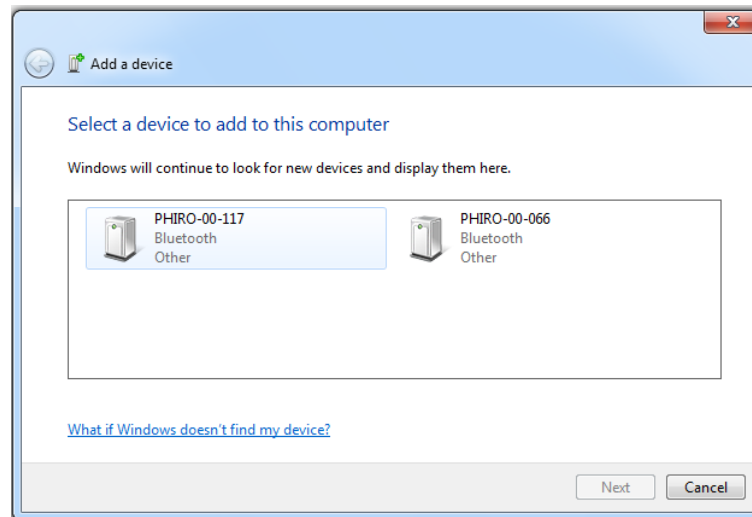 Add a device
Select a device to add to this computer
Windows will continue to look for new devices and display them here.
PHIRO-00-117
Bluetooth
Other
PHIRO-00-066
Bluetooth
Other
What if Windows doesn't find my device?
Next
Cancel